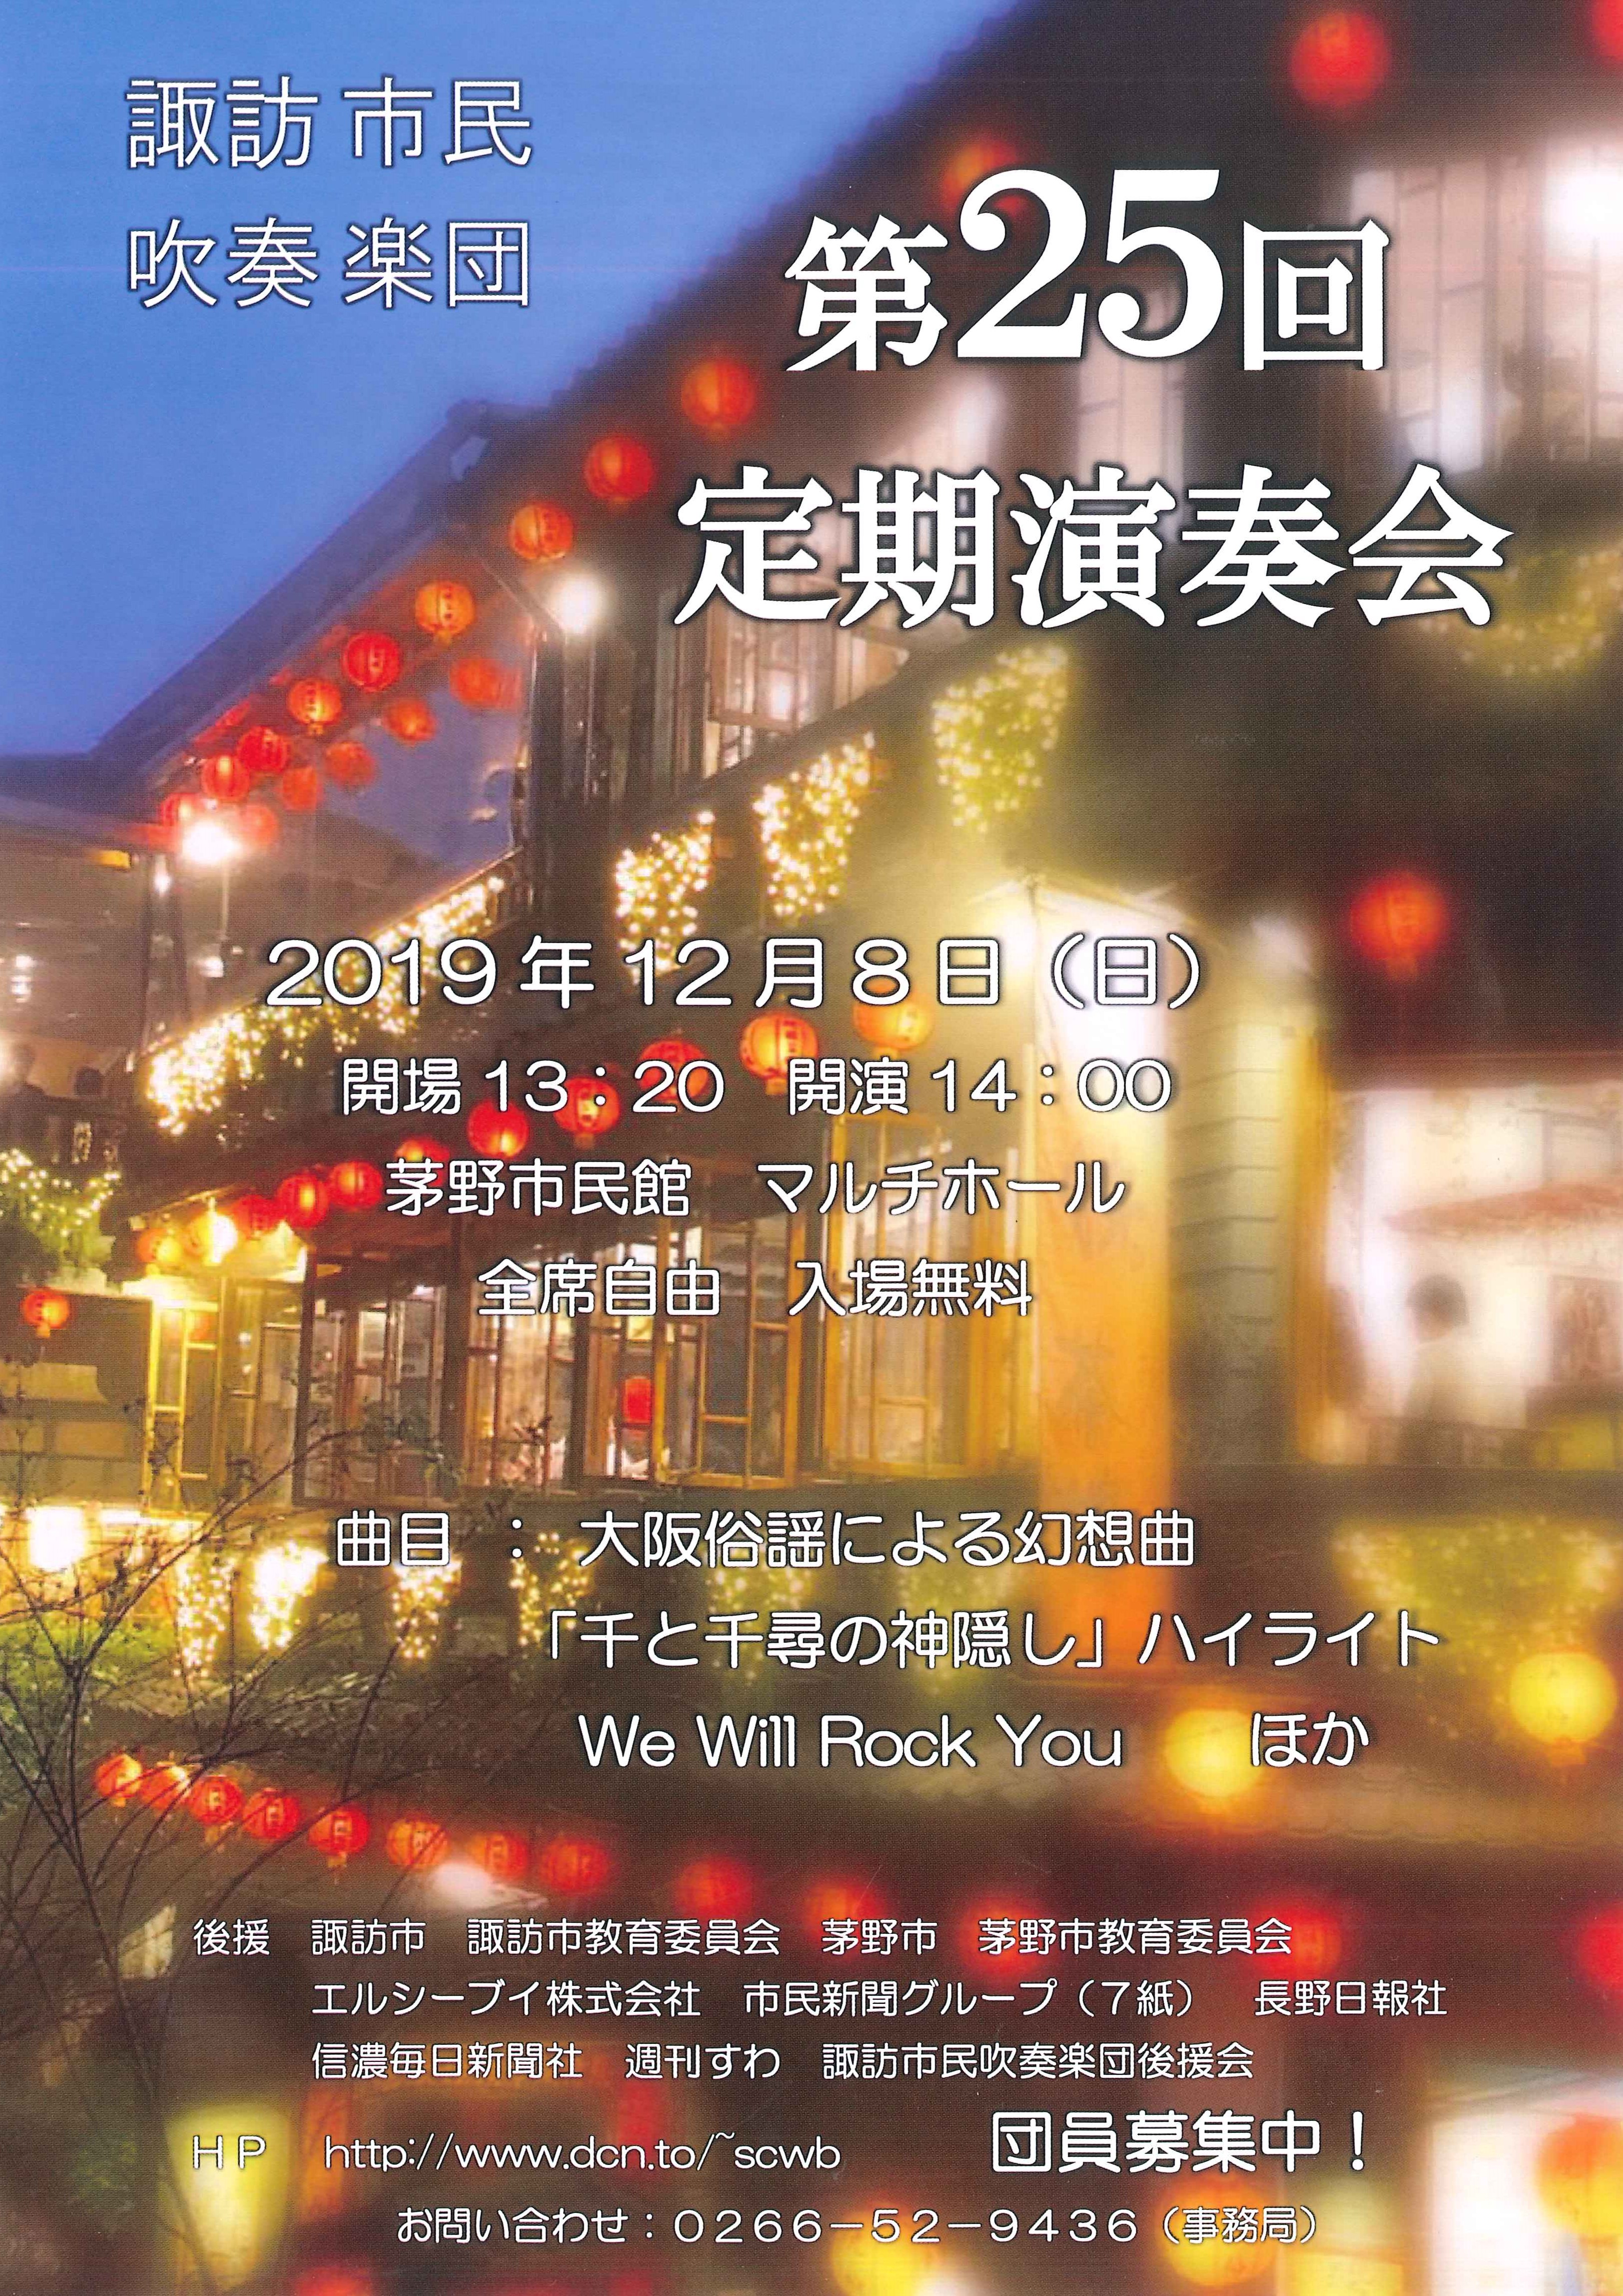 諏訪市民
吹奏楽団
第25回
定期演奏会
2019年12月8日（日）
開場 13：20　開演 14：00
茅野市民館　マルチホール
全席自由　入場無料
曲目　：　大阪俗謡による幻想曲
「千と千尋の神隠し」ハイライト
We Will Rock You　　ほか
後援　諏訪市　諏訪市教育委員会　茅野市　茅野市教育委員会
エルシーブイ株式会社　市民新聞グループ（７紙）　長野日報社
信濃毎日新聞社　週刊すわ　諏訪市民吹奏楽団後援会
団員募集中！
ＨＰ　http://www.dcn.to/~scwb
お問い合わせ：０２６６－５２－９４３６（事務局）